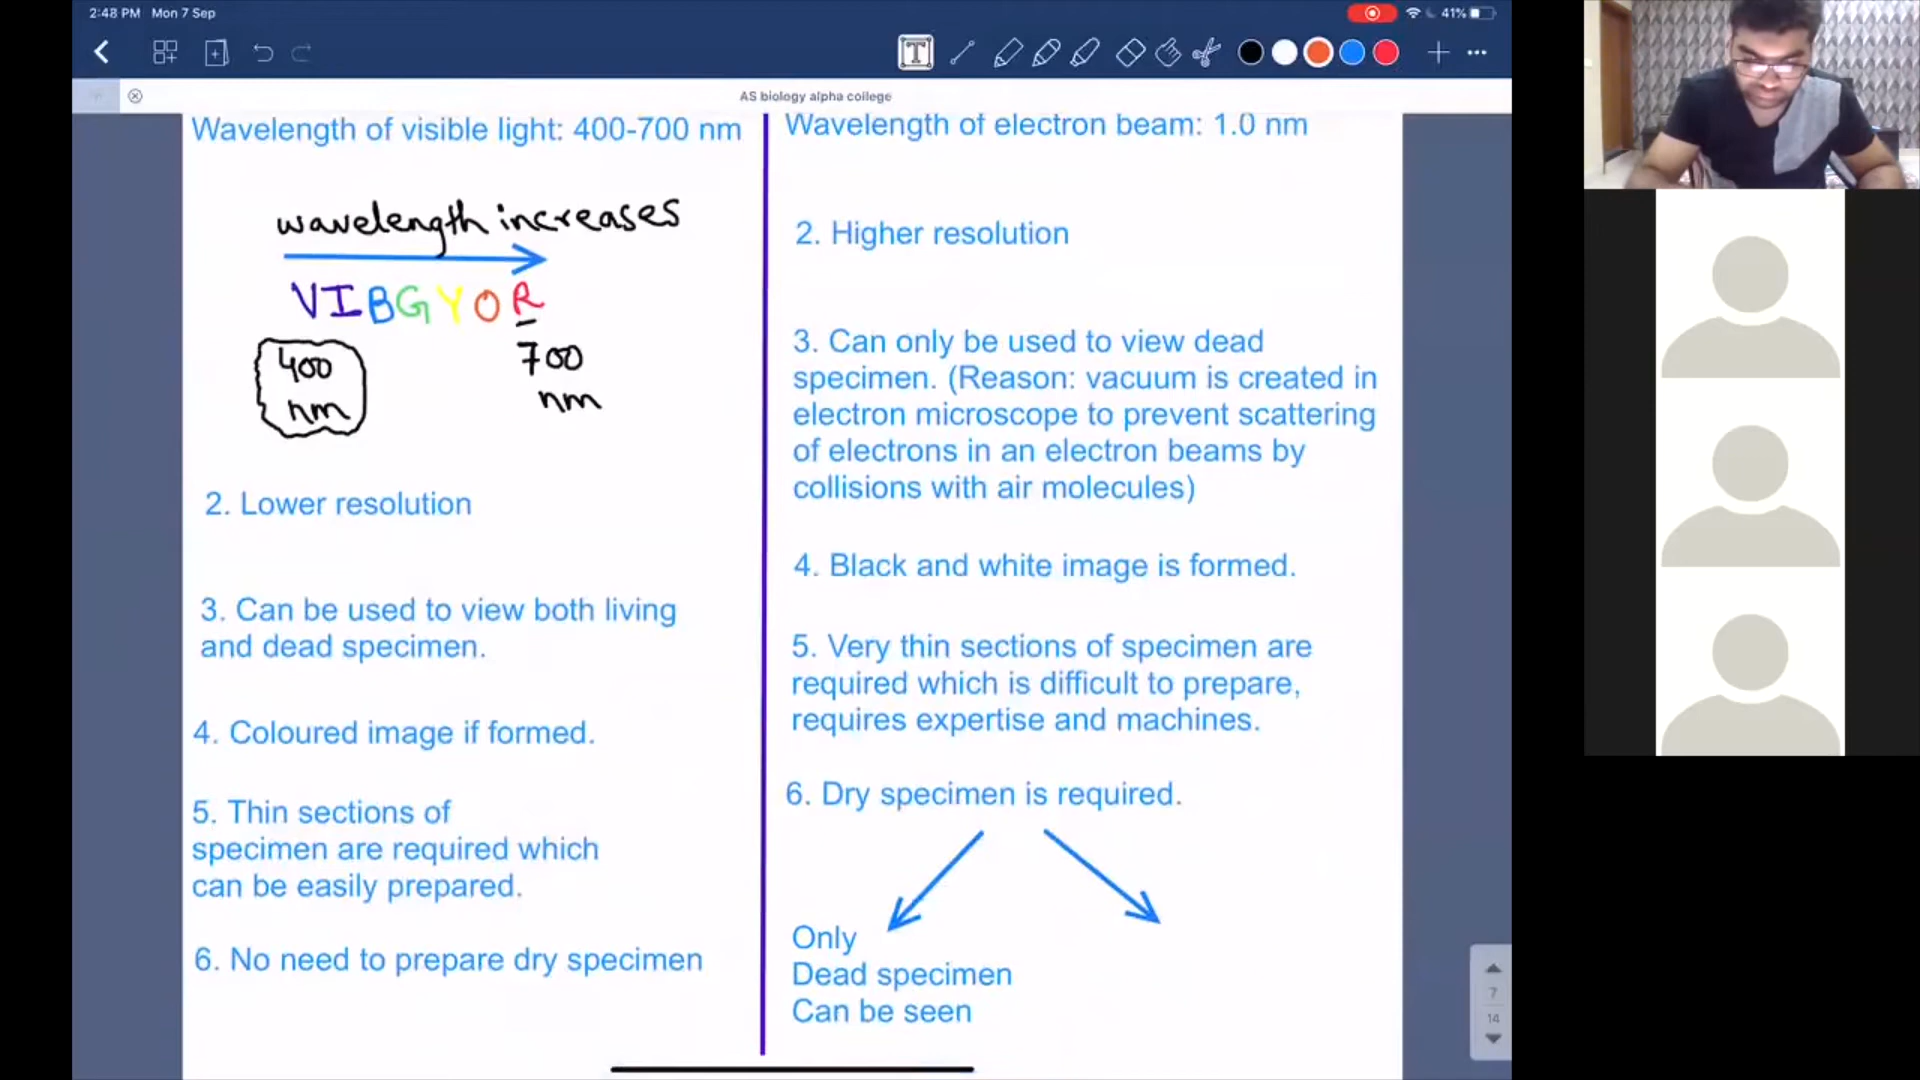 2:48 PM Mon 7 Sep
41%
T
AS biology alpha college
Wavelength of visible light: 400-700 nm
wavelength increases
VIBGYOR
400
nm
700
nm
2. Lower resolution
3. Can be used to view both living
and dead specimen.
4. Coloured image if formed.
5. Thin sections of
specimen are required which
can be easily prepared.
6. No need to prepare dry specimen
Wavelength of electron beam: 1.0 nm
2. Higher resolution
3. Can only be used to view dead
specimen. (Reason: vacuum is created in
electron microscope to prevent scattering
of electrons in an electron beams by
collisions with air molecules)
4. Black and white image is formed.
5. Very thin sections of specimen are
required which is difficult to prepare,
requires expertise and machines.
6. Dry specimen is required.
Only
Dead specimen
Can be seen
7
14